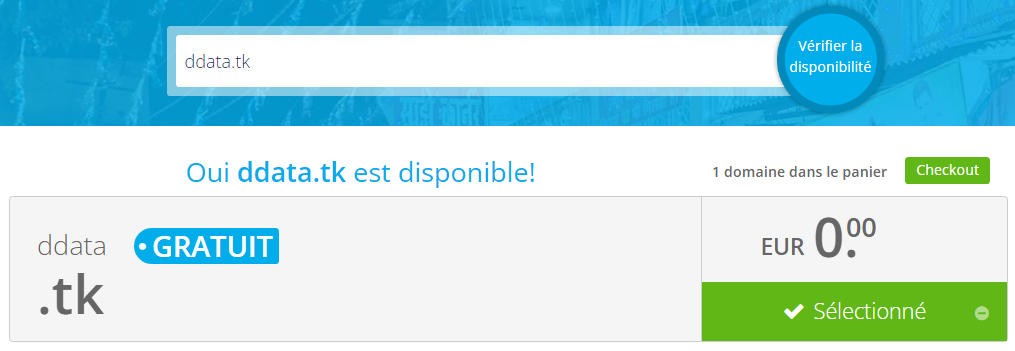 ddata.tk
Vérifier la
disponibilité
Oui ddata.tk est disponible!
1 domaine dans le panier
Checkout
ddata
GRATUIT
.tk
EUR 0.00
Sélectionné